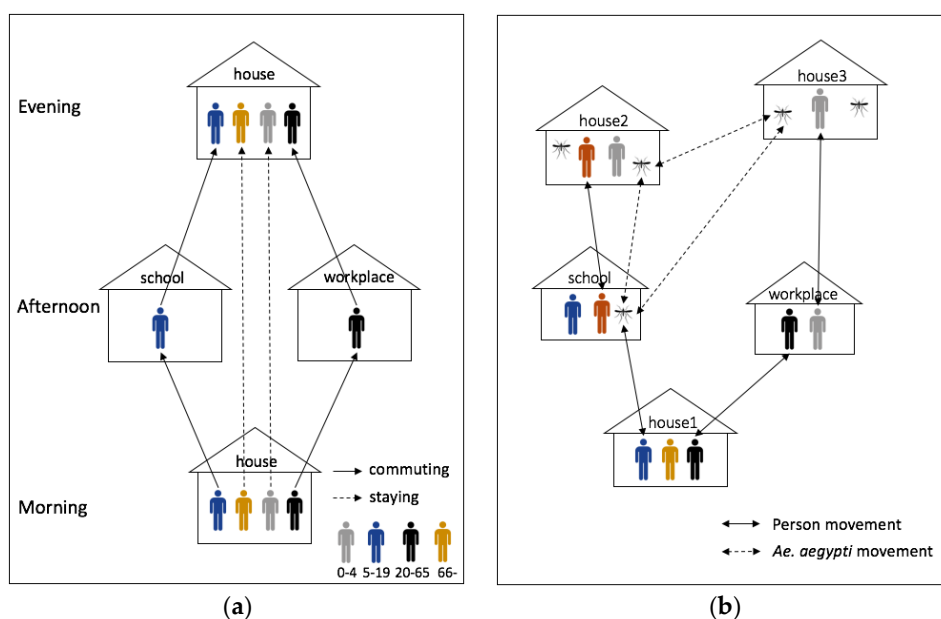 house
Evening
school
workplace
Afternoon
house
commuting
staying
Morning
0-4 5-19 20-65 66-
(a)
house3
house2
school
workplace
house1
Person movement
Ae. aegypti movement
(b)